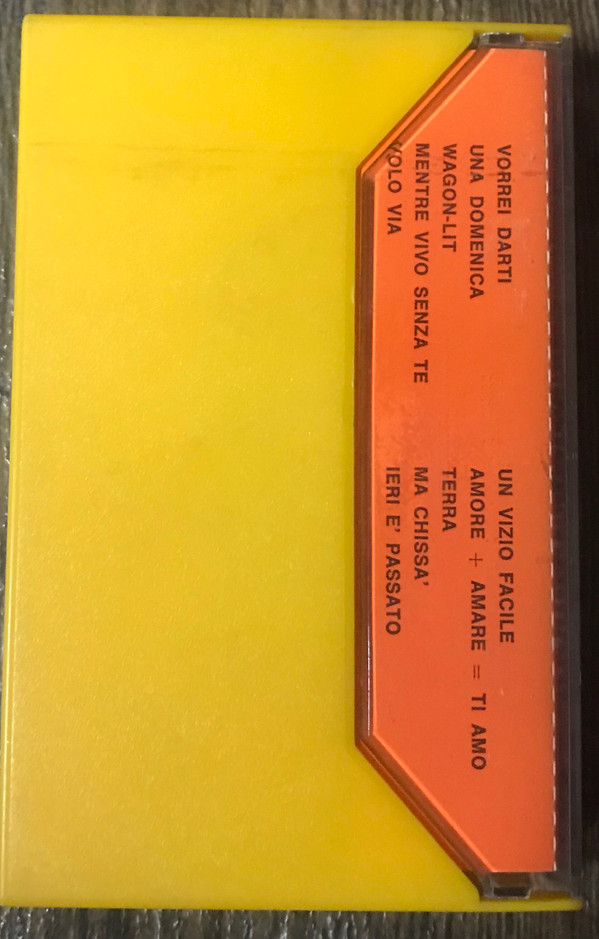 VORREI DARTI
UNA DOMENICA
WAGON-LIT
MENTRE VIVO SENZA TE
VOLO VIA
UN VIZIO FACILE
AMORE + AMARE = TI AMO
TERRA
MA CHISSA'
IERI E' PASSATO